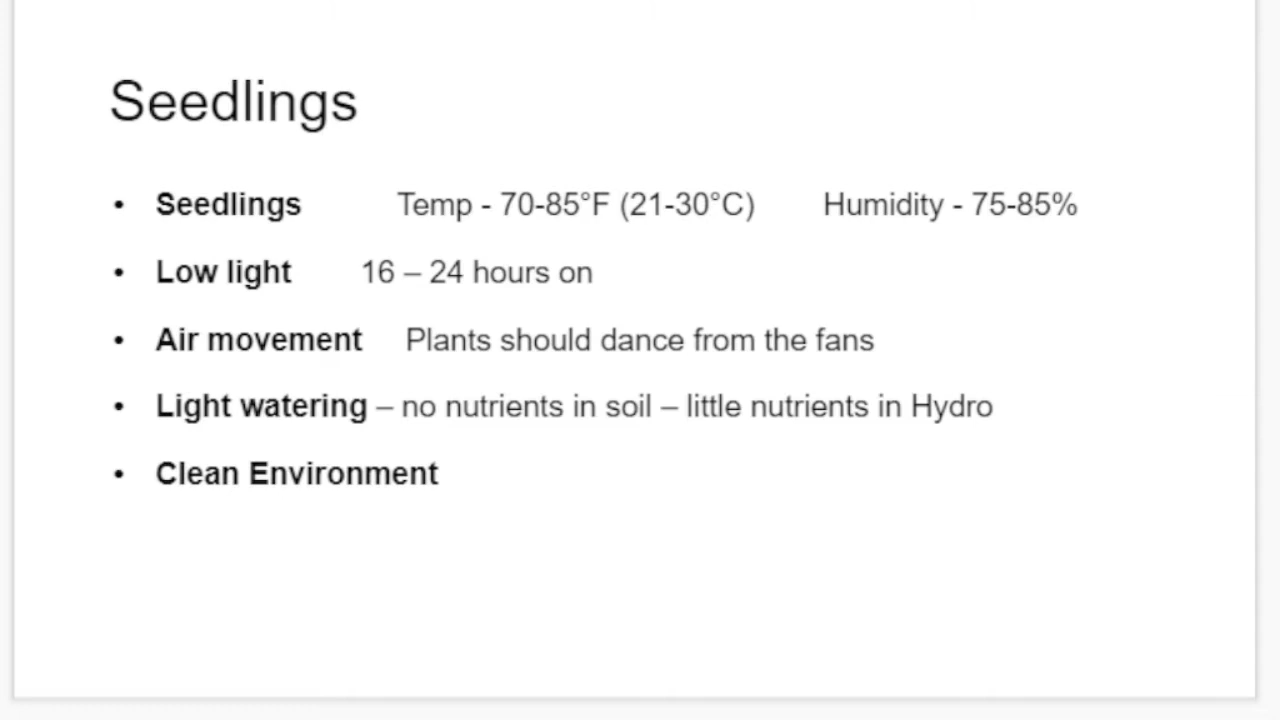 Seedlings
• Seedlings Temp - 70-85°F (21-30°C) Humidity - 75-85%
• Low light 16 – 24 hours on
• Air movement Plants should dance from the fans
• Light watering – no nutrients in soil – little nutrients in Hydro
• Clean Environment